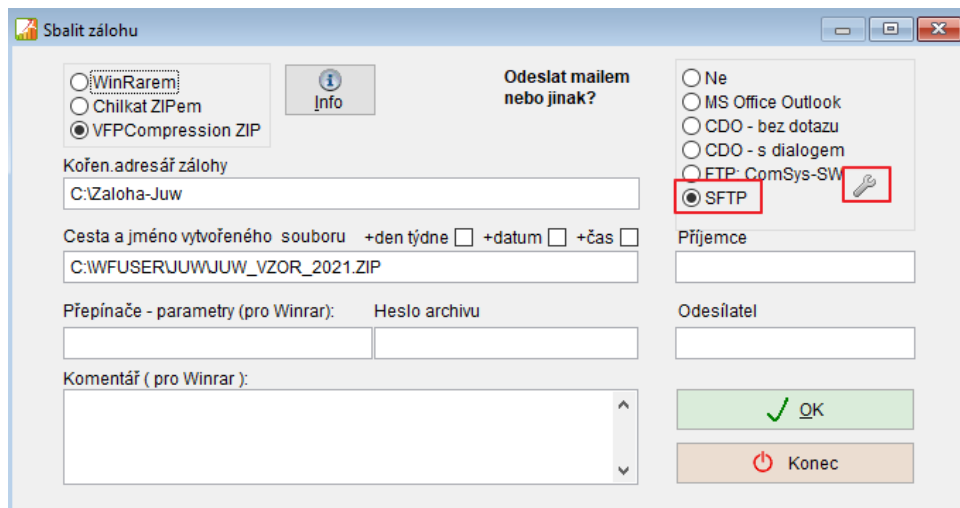 Sbalit zálohu
WinRarem
Chilkat ZIPem
VFPCompression ZIP
Info
Odeslat mailem
nebo jinak?
Ne
MS Office Outlook
CDO - bez dotazu
CDO - s dialogem
FTP: ComSys-SW
SFTP
Kořen.adresář zálohy
C:\Zaloha-Juw
Cesta a jméno vytvořeného souboru +den týdne +datum +čas
C:\WFUSER\JUW\JUW_VZOR_2021.ZIP
Příjemce
Přepínače - parametry (pro Winrar): Heslo archivu
Odesílatel
Komentář ( pro Winrar ):
OK
Konec